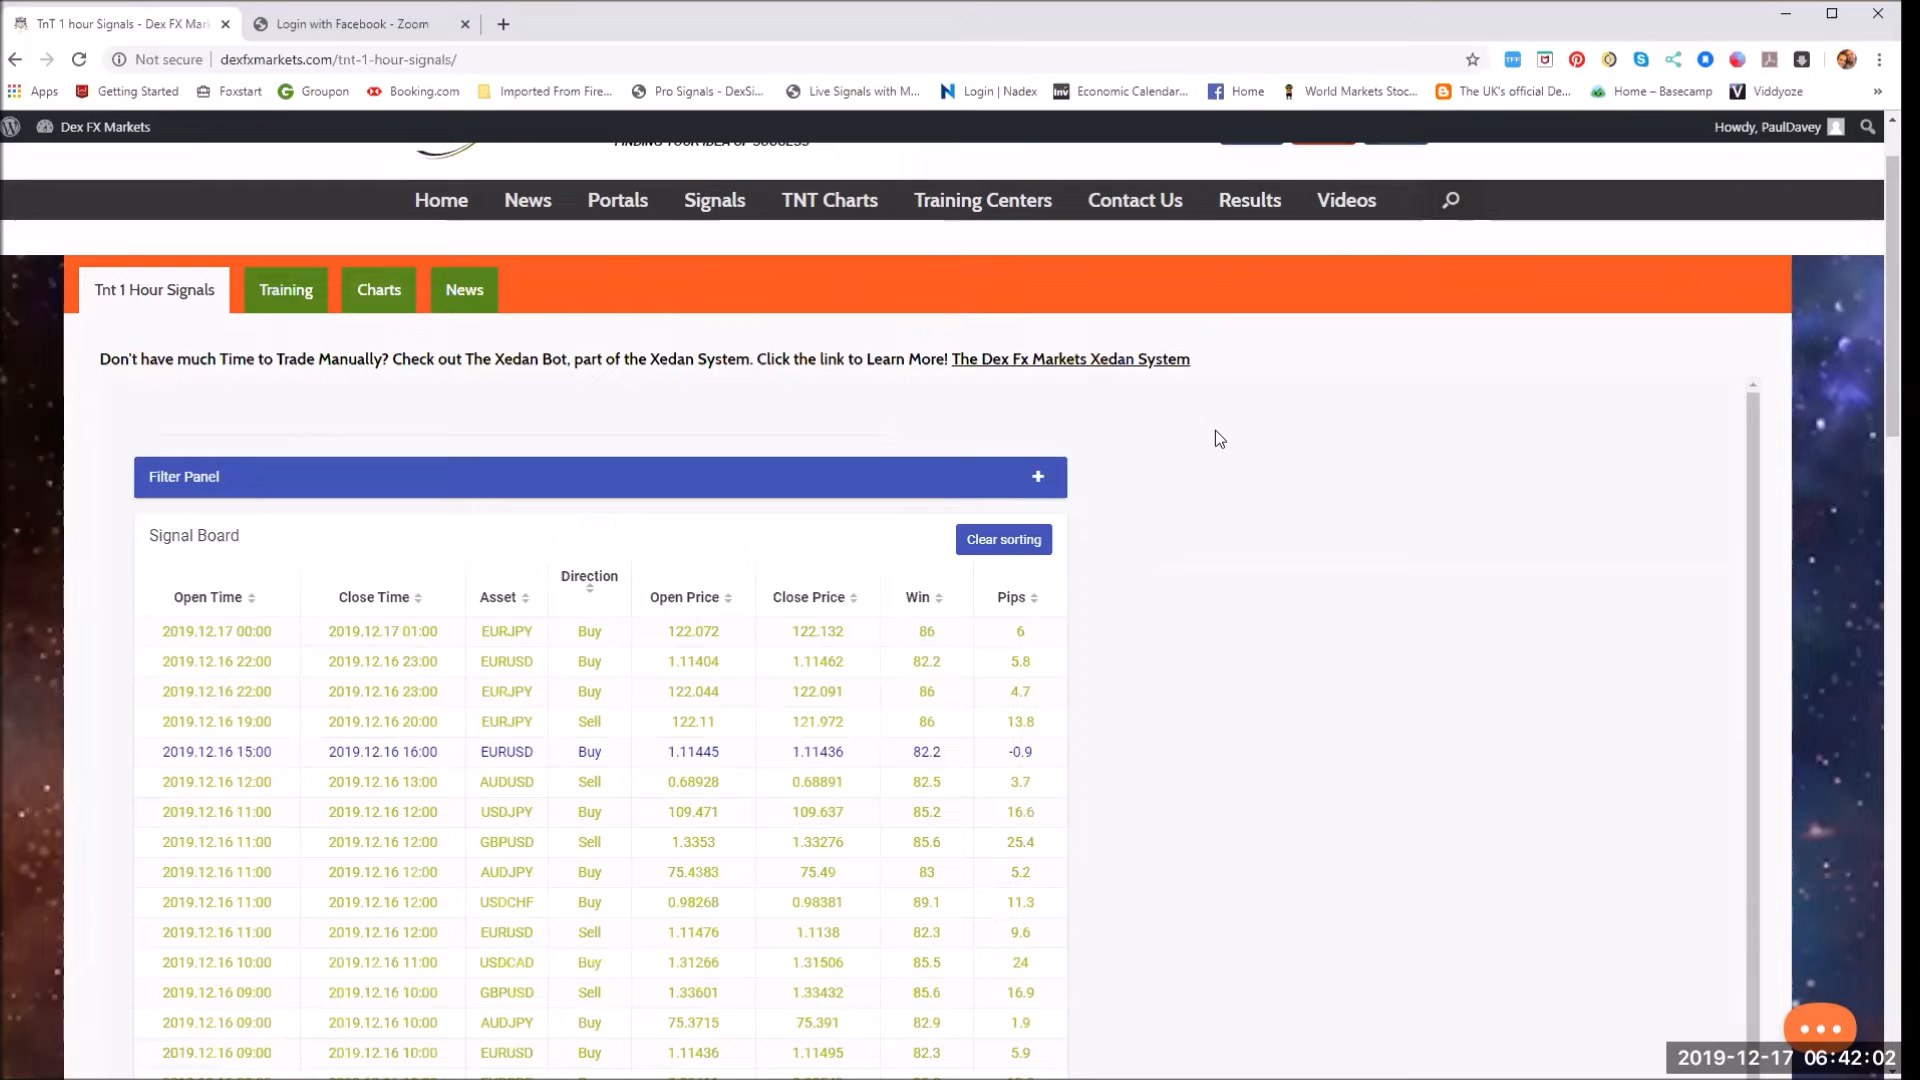 TnT 1 hour Signals - Dex FX Mar
Login with Facebook - Zoom
Not secure
dexfxmarkets.com/tnt-1-hour-signals/
Apps
Getting Started
Foxstart
Groupon
Booking.com
Imported From Fire...
Pro Signals - DexSi...
Live Signals with M...
Login | Nadex
Economic Calendar...
Home
World Markets Stoc...
The UK's official De...
Home – Basecamp
Viddyoze
Dex FX Markets
Howdy, PaulDavey
FINDING YOUR IDEA OF SUCCESS
Home News Portals Signals TNT Charts Training Centers Contact Us Results Videos
Tnt 1 Hour Signals Training Charts News
Don't have much Time to Trade Manually? Check out The Xedan Bot, part of the Xedan System. Click the link to Learn More! The Dex Fx Markets Xedan System
Filter Panel
Signal Board
Clear sorting
Open Time Close Time Asset Direction Open Price Close Price Win Pips
2019.12.17 00:00 2019.12.17 01:00 EURJPY Buy 122.072 122.132 86 6
2019.12.16 22:00 2019.12.16 23:00 EURUSD Buy 1.11404 1.11462 82.2 5.8
2019.12.16 22:00 2019.12.16 23:00 EURJPY Buy 122.044 122.091 86 4.7
2019.12.16 19:00 2019.12.16 20:00 EURJPY Sell 122.11 121.972 86 13.8
2019.12.16 15:00 2019.12.16 16:00 EURUSD Buy 1.11445 1.11436 82.2 -0.9
2019.12.16 12:00 2019.12.16 13:00 AUDUSD Sell 0.68928 0.68891 82.5 3.7
2019.12.16 11:00 2019.12.16 12:00 USDJPY Buy 109.471 109.637 85.2 16.6
2019.12.16 11:00 2019.12.16 12:00 GBPUSD Sell 1.3353 1.33276 85.6 25.4
2019.12.16 11:00 2019.12.16 12:00 AUDJPY Buy 75.4383 75.49 83 5.2
2019.12.16 11:00 2019.12.16 12:00 USDCHF Buy 0.98268 0.98381 89.1 11.3
2019.12.16 11:00 2019.12.16 12:00 EURUSD Sell 1.11476 1.1138 82.3 9.6
2019.12.16 10:00 2019.12.16 11:00 USDCAD Buy 1.31266 1.31506 85.5 24
2019.12.16 09:00 2019.12.16 10:00 GBPUSD Sell 1.33601 1.33432 85.6 16.9
2019.12.16 09:00 2019.12.16 10:00 AUDJPY Buy 75.3715 75.391 82.9 1.9
2019.12.16 09:00 2019.12.16 10:00 EURUSD Buy 1.11436 1.11495 82.3 5.9
2019-12-17 06:42:02